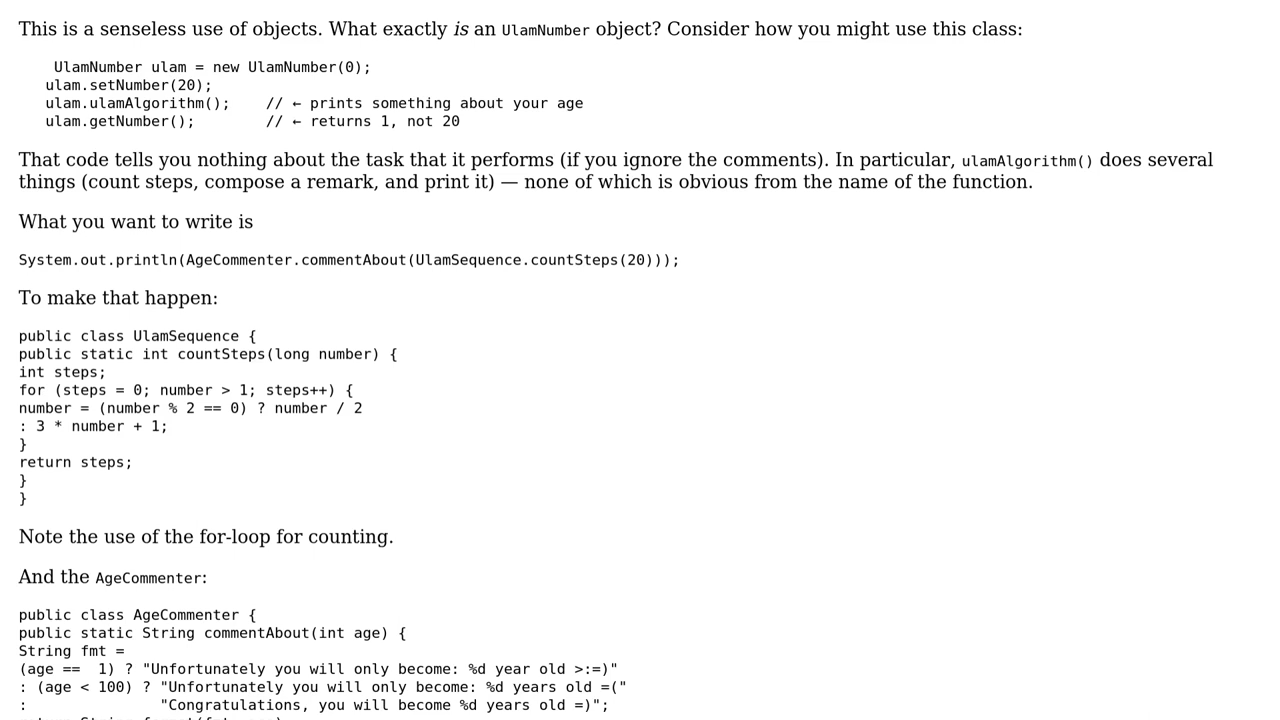 This is a senseless use of objects. What exactly is an UlamNumber object? Consider how you might use this class:
UlamNumber ulam = new UlamNumber(0);
ulam.setNumber(20);
ulam.ulamAlgorithm();    // ← prints something about your age
ulam.getNumber();        // ← returns 1, not 20
That code tells you nothing about the task that it performs (if you ignore the comments). In particular, ulamAlgorithm() does several
things (count steps, compose a remark, and print it) — none of which is obvious from the name of the function.
What you want to write is
System.out.println(AgeCommenter.commentAbout(UlamSequence.countSteps(20)));
To make that happen:
public class UlamSequence {
public static int countSteps(long number) {
int steps;
for (steps = 0; number > 1; steps++) {
number = (number % 2 == 0) ? number / 2
: 3 * number + 1;
}
return steps;
}
}
Note the use of the for-loop for counting.
And the AgeCommenter:
public class AgeCommenter {
public static String commentAbout(int age) {
String fmt =
(age ==  1) ? "Unfortunately you will only become: %d year old >:=)"
: (age < 100) ? "Unfortunately you will only become: %d years old =("
:               "Congratulations, you will become %d years old =)";